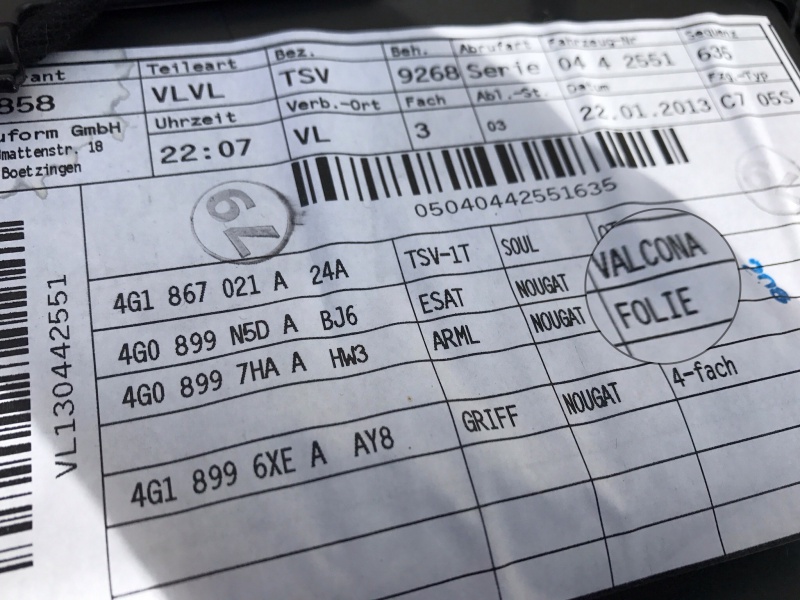 ant Teileart Bez. Beh. Abrufart Fahrzeug-Nr Sequenz
858 VLVL TSV 9268 Serie 04 4 2551 635
uform GmbH Uhrzeit Verb.-Ort Fach Abl.-St. Datum Fzg.-Typ
mattenstr. 18 22:07 VL 3 03 22.01.2013 C7 05S
Boetzingen
05040442551635
79
VL130442551
4G1 867 021 A 24A TSV-1T SOUL
4G0 899 N5D A BJ6 ESAT NOUGAT VALCONA
4G0 899 7HA A HW3 ARML NOUGAT FOLIE
4G1 899 6XE A AY8 GRIFF NOUGAT 4-fach